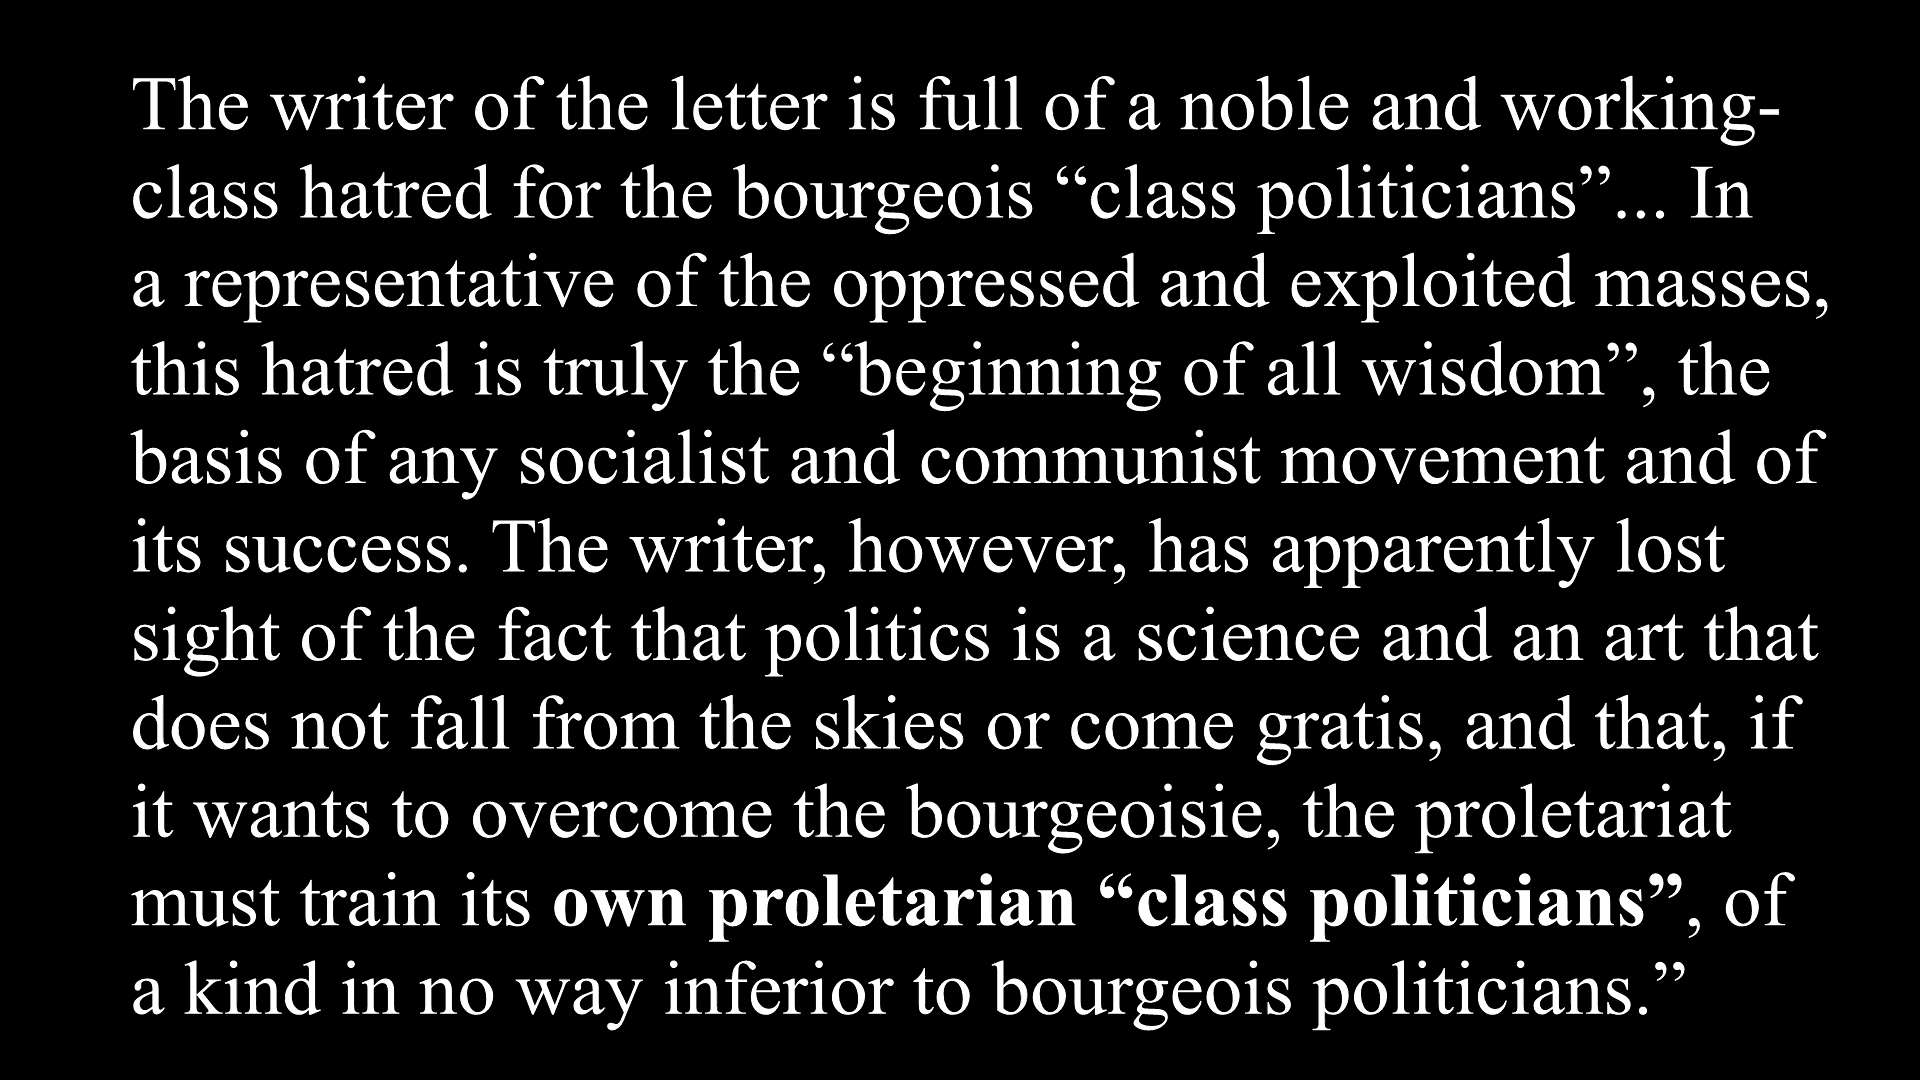 The writer of the letter is full of a noble and working-
class hatred for the bourgeois “class politicians”... In
a representative of the oppressed and exploited masses,
this hatred is truly the “beginning of all wisdom”, the
basis of any socialist and communist movement and of
its success. The writer, however, has apparently lost
sight of the fact that politics is a science and an art that
does not fall from the skies or come gratis, and that, if
it wants to overcome the bourgeoisie, the proletariat
must train its own proletarian “class politicians”, of
a kind in no way inferior to bourgeois politicians.”